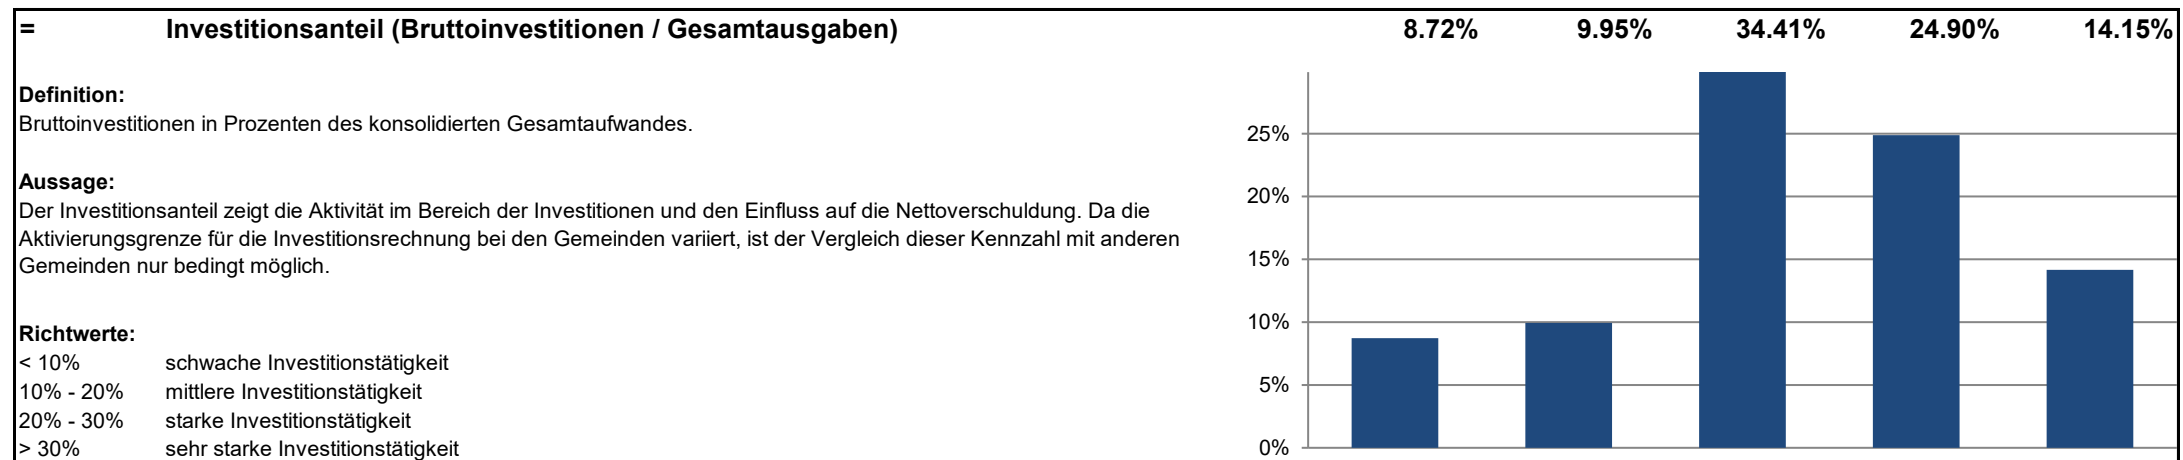 = Investitionsanteil (Bruttoinvestitionen / Gesamtausgaben) 8.72% 9.95% 34.41% 24.90% 14.15%
Definition:
Bruttoinvestitionen in Prozenten des konsolidierten Gesamtaufwandes.
Aussage:
Der Investitionsanteil zeigt die Aktivität im Bereich der Investitionen und den Einfluss auf die Nettoverschuldung. Da die
Aktivierungsgrenze für die Investitionsrechnung bei den Gemeinden variiert, ist der Vergleich dieser Kennzahl mit anderen
Gemeinden nur bedingt möglich.
Richtwerte:
< 10% schwache Investitionstätigkeit
10% - 20% mittlere Investitionstätigkeit
20% - 30% starke Investitionstätigkeit
> 30% sehr starke Investitionstätigkeit
25%
20%
15%
10%
5%
0%